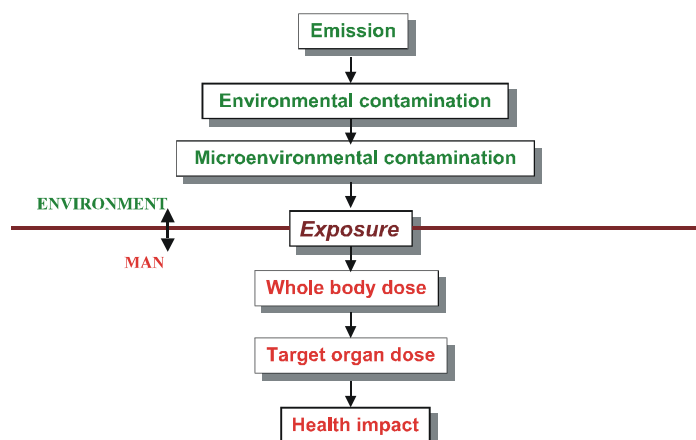 Emission
Environmental contamination
Microenvironmental contamination
ENVIRONMENT
Exposure
MAN
Whole body dose
Target organ dose
Health impact